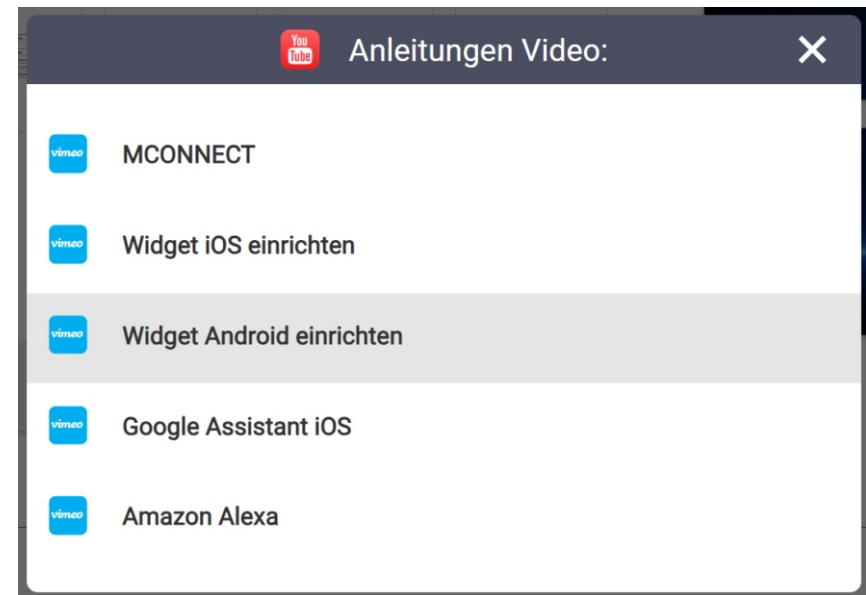 You
Tube
Anleitungen Video:
vimeo
MCONNECT
vimeo
Widget iOS einrichten
vimeo
Widget Android einrichten
vimeo
Google Assistant iOS
vimeo
Amazon Alexa